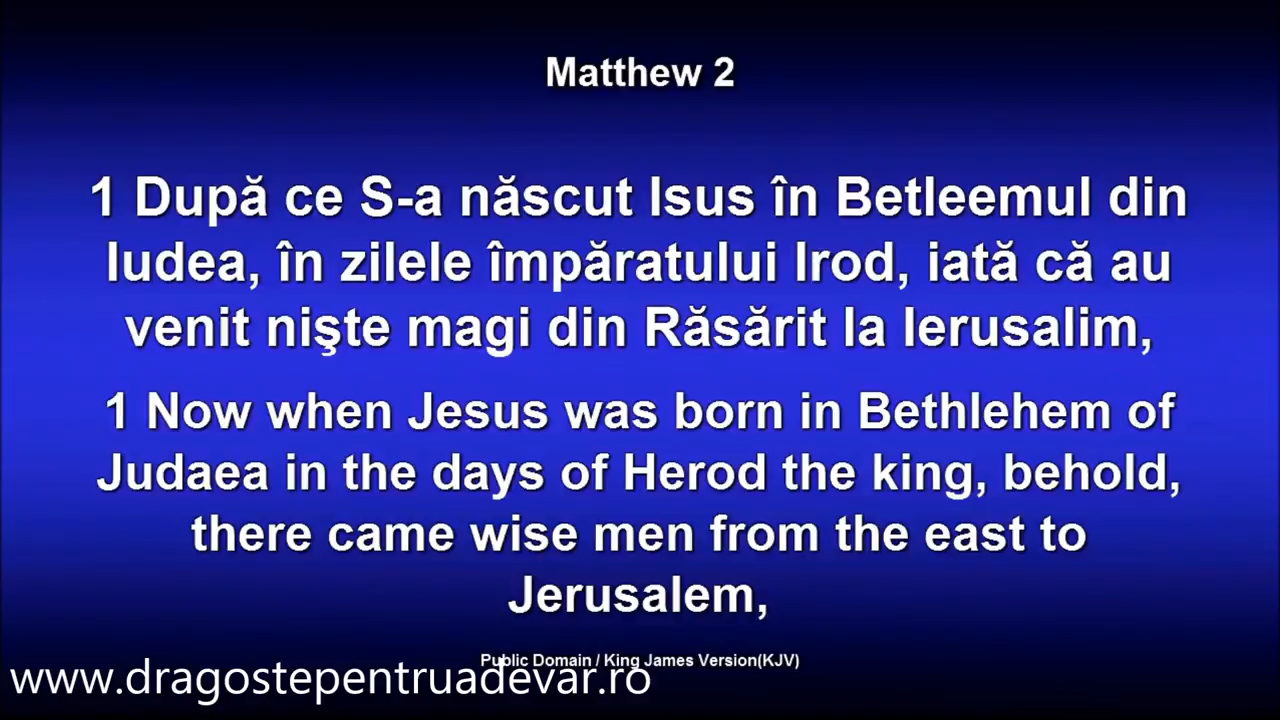 Matthew 2
1 După ce S-a născut Isus în Betleemul din
Iudea, în zilele împăratului Irod, iată că au
venit nişte magi din Răsărit la Ierusalim,
1 Now when Jesus was born in Bethlehem of
Judaea in the days of Herod the king, behold,
there came wise men from the east to
Jerusalem,
Public Domain / King James Version(KJV)
www.dragostepentruadevar.ro